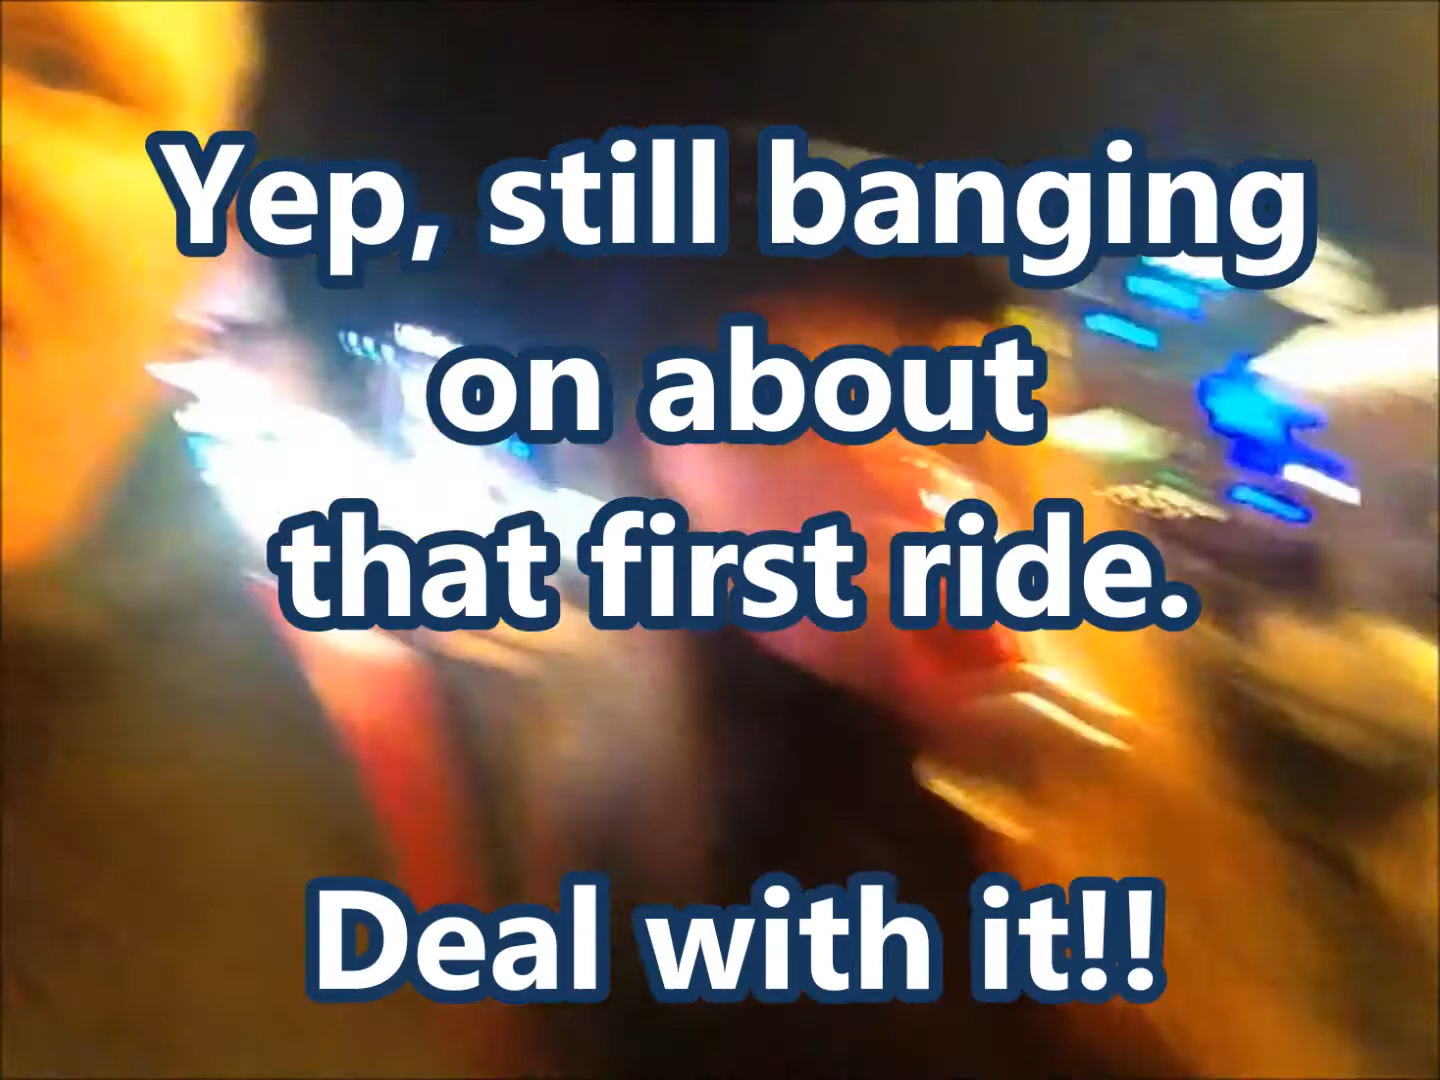 Yep, still banging
on about
that first ride.
Deal with it!!